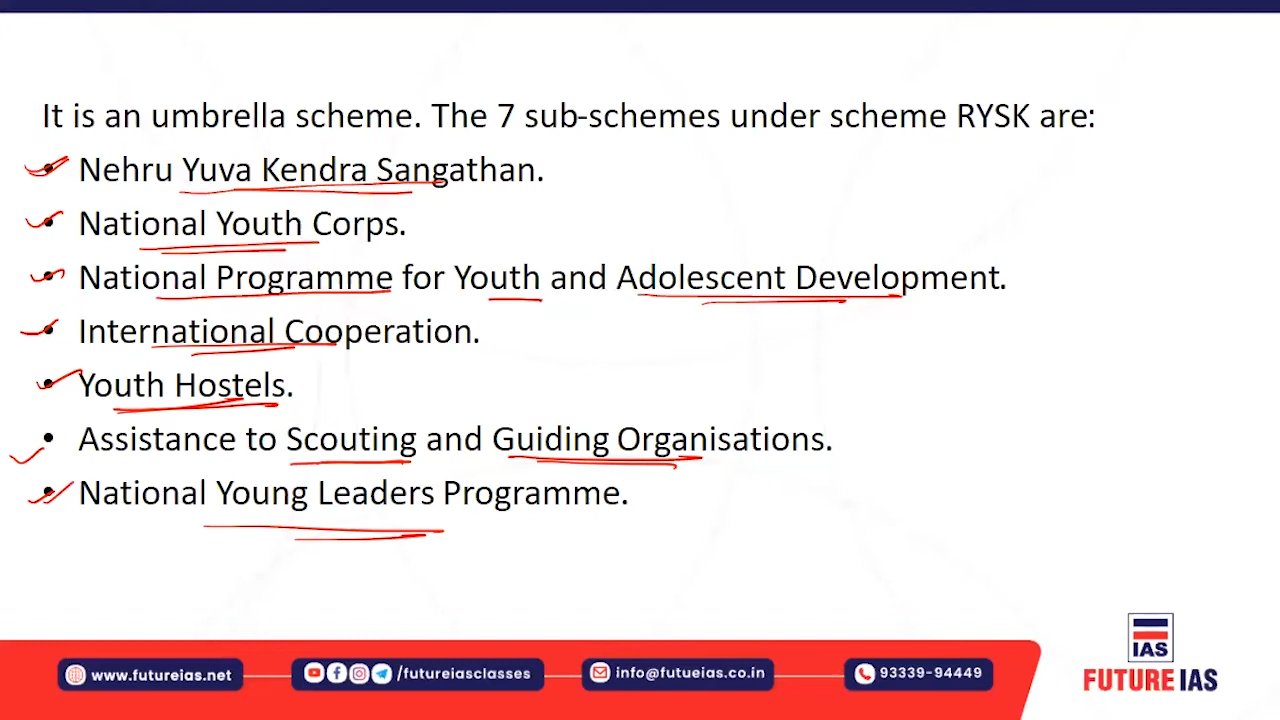 It is an umbrella scheme. The 7 sub-schemes under scheme RYSK are:
• Nehru Yuva Kendra Sangathan.
• National Youth Corps.
• National Programme for Youth and Adolescent Development.
• International Cooperation.
• Youth Hostels.
• Assistance to Scouting and Guiding Organisations.
• National Young Leaders Programme.
IAS
www.futureias.net /futureiasclasses info@futueias.co.in 93339-94449
FUTURE IAS